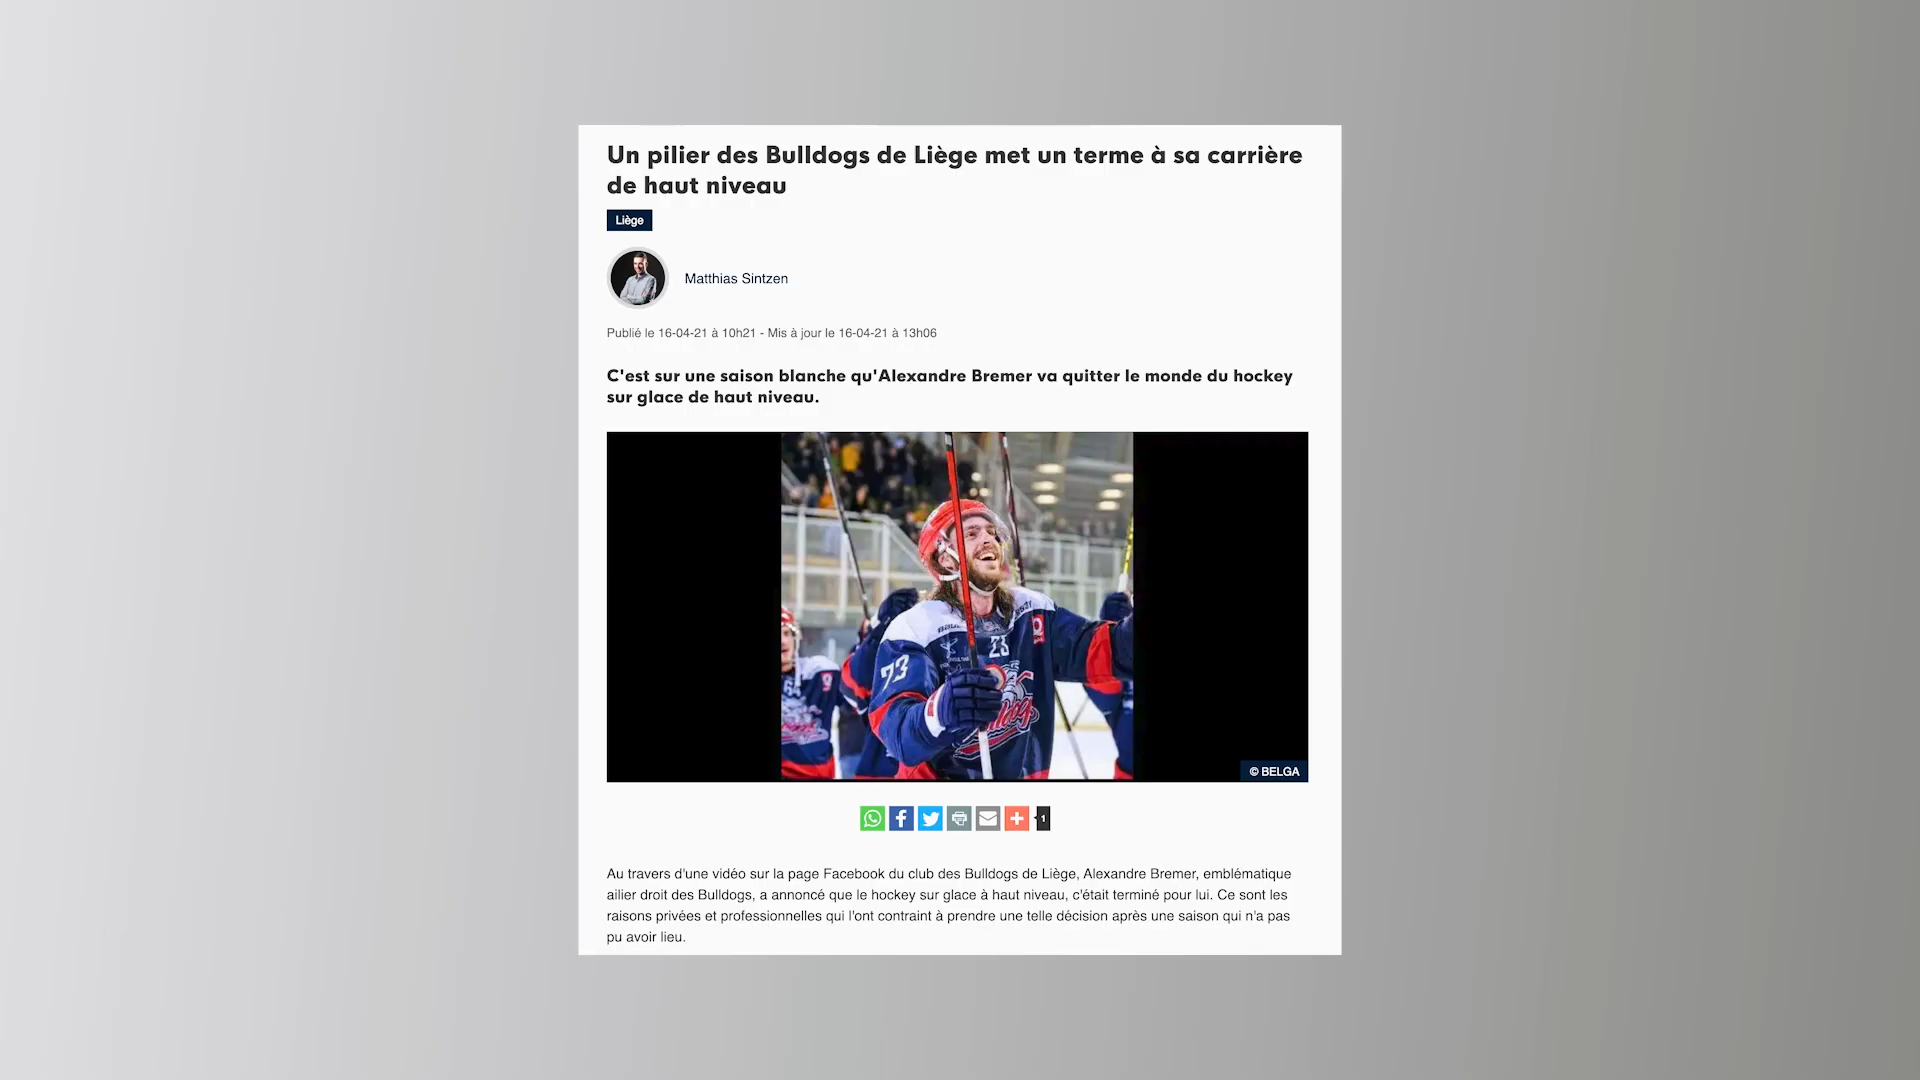 Un pilier des Bulldogs de Liège met un terme à sa carrière
de haut niveau
Liège
Matthias Sintzen
Publié le 16-04-21 à 10h21 - Mis à jour le 16-04-21 à 13h06
C'est sur une saison blanche qu'Alexandre Bremer va quitter le monde du hockey
sur glace de haut niveau.
73
© BELGA
1
Au travers d'une vidéo sur la page Facebook du club des Bulldogs de Liège, Alexandre Bremer, emblématique
ailier droit des Bulldogs, a annoncé que le hockey sur glace à haut niveau, c'était terminé pour lui. Ce sont les
raisons privées et professionnelles qui l'ont contraint à prendre une telle décision après une saison qui n'a pas
pu avoir lieu.